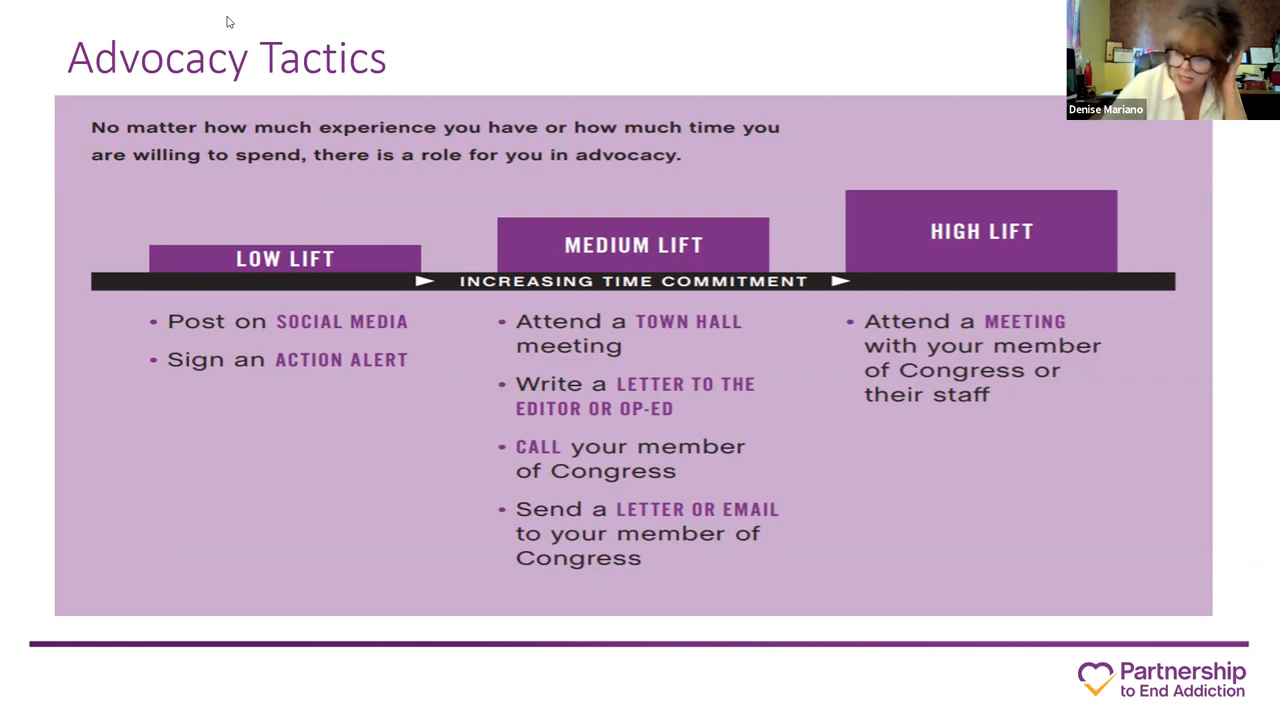 Advocacy Tactics
Denise Mariano
No matter how much experience you have or how much time you
are willing to spend, there is a role for you in advocacy.
LOW LIFT
MEDIUM LIFT
HIGH LIFT
INCREASING TIME COMMITMENT
• Post on SOCIAL MEDIA
• Sign an ACTION ALERT
• Attend a TOWN HALL
meeting
• Write a LETTER TO THE
EDITOR OR OP-ED
• CALL your member
of Congress
• Send a LETTER OR EMAIL
to your member of
Congress
• Attend a MEETING
with your member
of Congress or
their staff
Partnership
to End Addiction